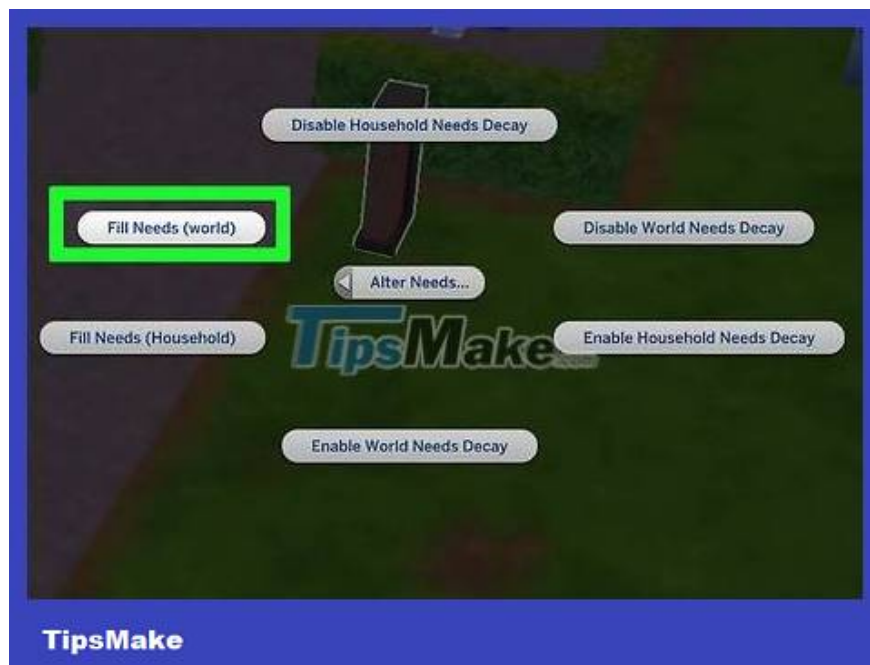 Disable Household Needs Decay
Fill Needs (world)
Disable World Needs Decay
Alter Needs...
Fill Needs (Household)
TipsMake
Enable Household Needs Decay
Enable World Needs Decay
TipsMake